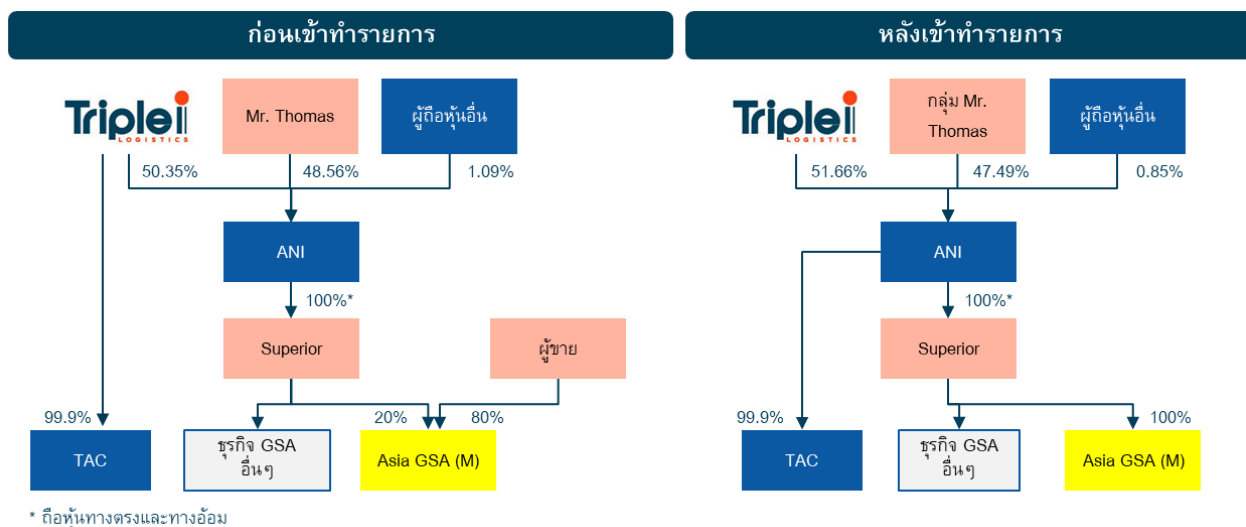 ก่อนเข้าทำรายการ
Triplei
LOGISTICS
Mr. Thomas
ผู้ถือหุ้นอื่น
50.35%
48.56%
1.09%
ANI
100%*
Superior
ผู้ขาย
99.9%
20%
80%
TAC
ธุรกิจ GSA
อื่นๆ
Asia GSA (M)
* ถือหุ้นทางตรงและทางอ้อม
หลังเข้าทำรายการ
Triplei
LOGISTICS
กลุ่ม Mr.
Thomas
ผู้ถือหุ้นอื่น
51.66%
47.49%
0.85%
ANI
100%*
Superior
99.9%
100%
TAC
ธุรกิจ GSA
อื่นๆ
Asia GSA (M)